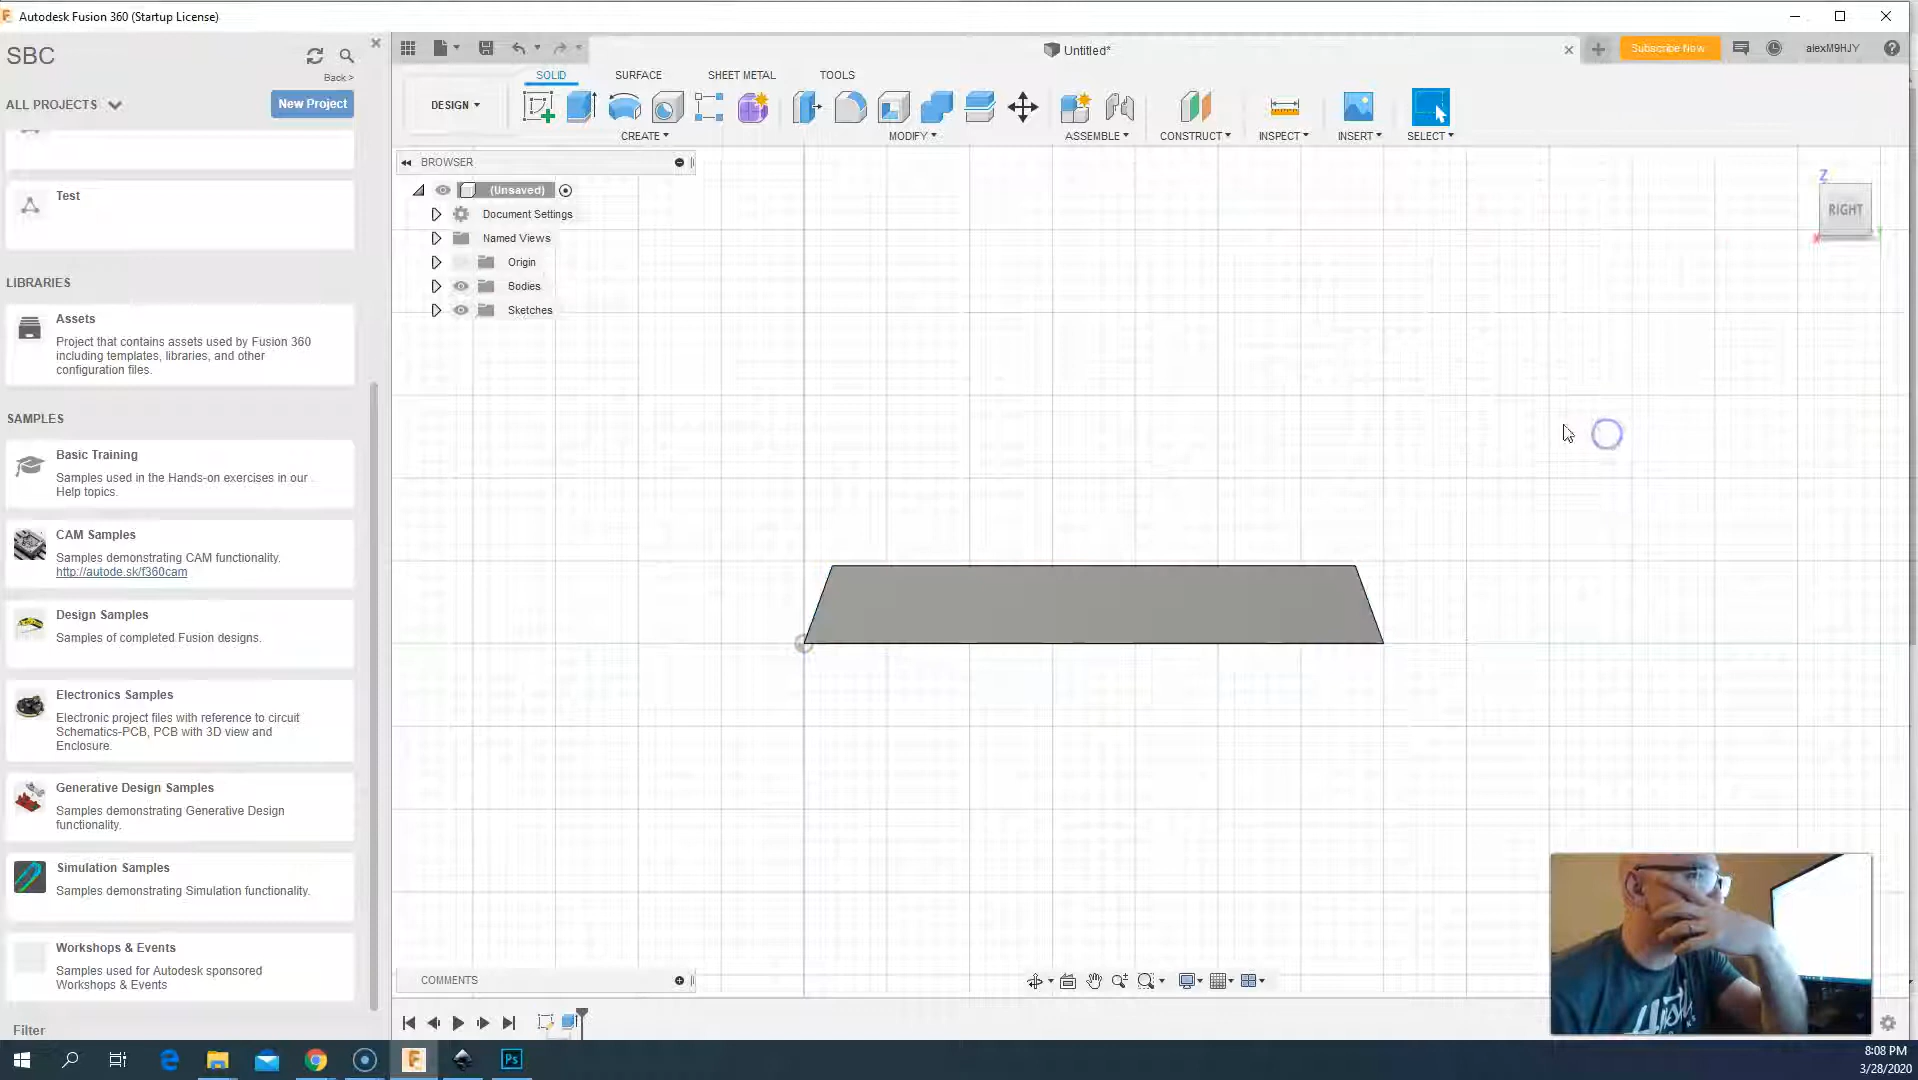 Autodesk Fusion 360 (Startup License)
SBC
Back >
ALL PROJECTS
New Project
Test
LIBRARIES
Assets
Project that contains assets used by Fusion 360
including templates, libraries, and other
configuration files.
SAMPLES
Basic Training
Samples used in the Hands-on exercises in our
Help topics.
CAM Samples
Samples demonstrating CAM functionality.
http://autode.sk/f360cam
Design Samples
Samples of completed Fusion designs.
Electronics Samples
Electronic project files with reference to circuit
Schematics-PCB, PCB with 3D view and
Enclosure.
Generative Design Samples
Samples demonstrating Generative Design
functionality.
Simulation Samples
Samples demonstrating Simulation functionality.
Workshops & Events
Samples used for Autodesk sponsored
Workshops & Events
Filter
Untitled*
Subscribe Now
alexM9HJY
SOLID SURFACE SHEET METAL TOOLS
DESIGN
CREATE MODIFY ASSEMBLE CONSTRUCT INSPECT INSERT SELECT
BROWSER
(Unsaved)
Document Settings
Named Views
Origin
Bodies
Sketches
Z
RIGHT
X
COMMENTS
Ps
8:08 PM
3/28/2020